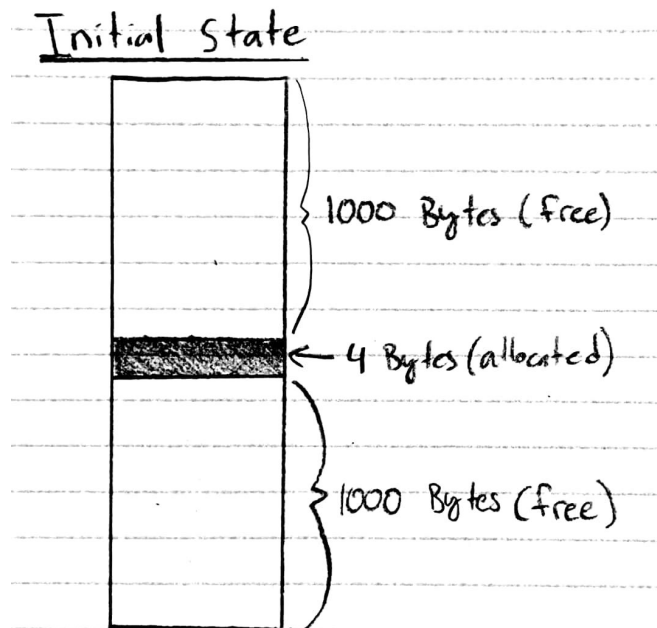 Initial State
1000 Bytes (free)
4 Bytes (allocated)
1000 Bytes (free)